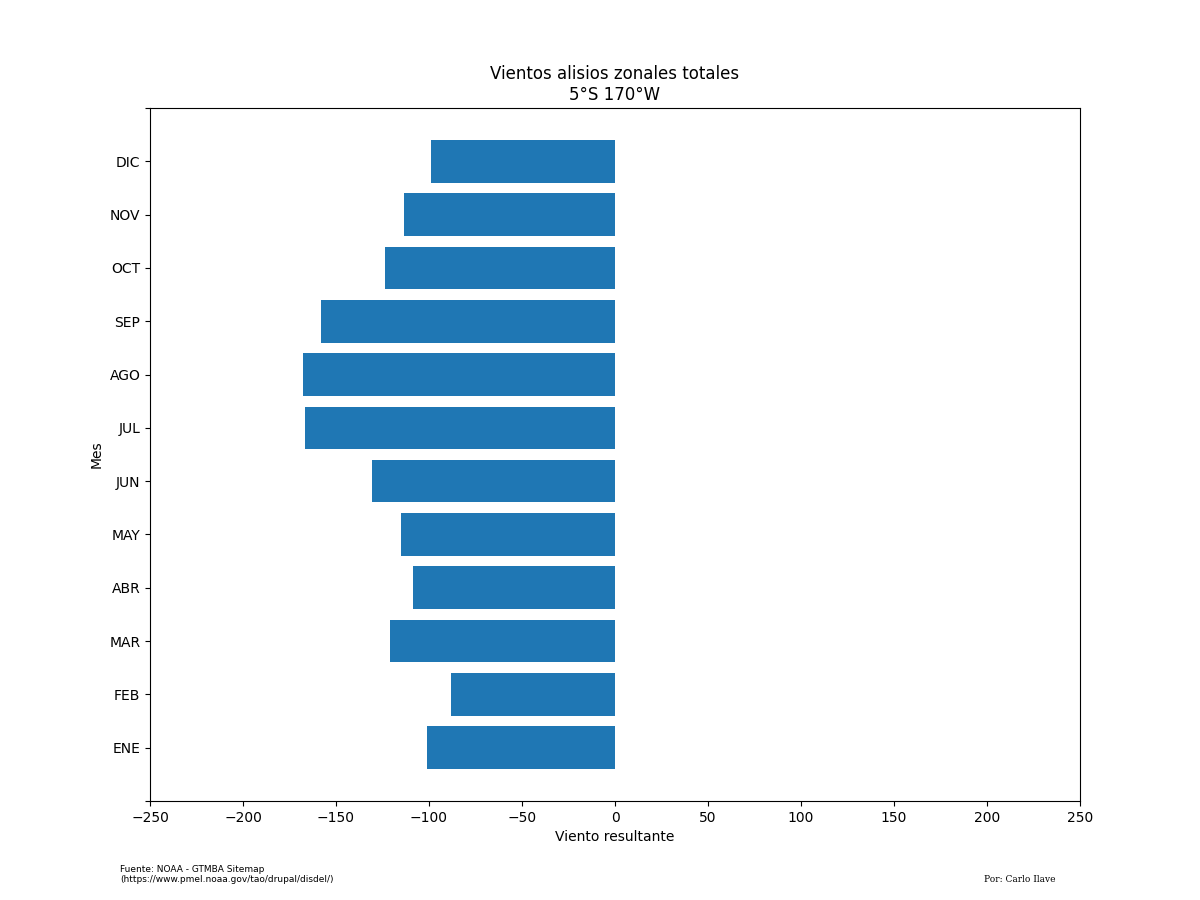 Vientos alisios zonales totales
5°S 170°W
DIC
NOV
OCT
SEP
AGO
JUL
JUN
MAY
ABR
MAR
FEB
ENE
Mes
−250 −200 −150 −100 −50 0 50 100 150 200 250
Viento resultante
Fuente: NOAA - GTMBA Sitemap
(https://www.pmel.noaa.gov/tao/drupal/disdel/)
Por: Carlo Ilave